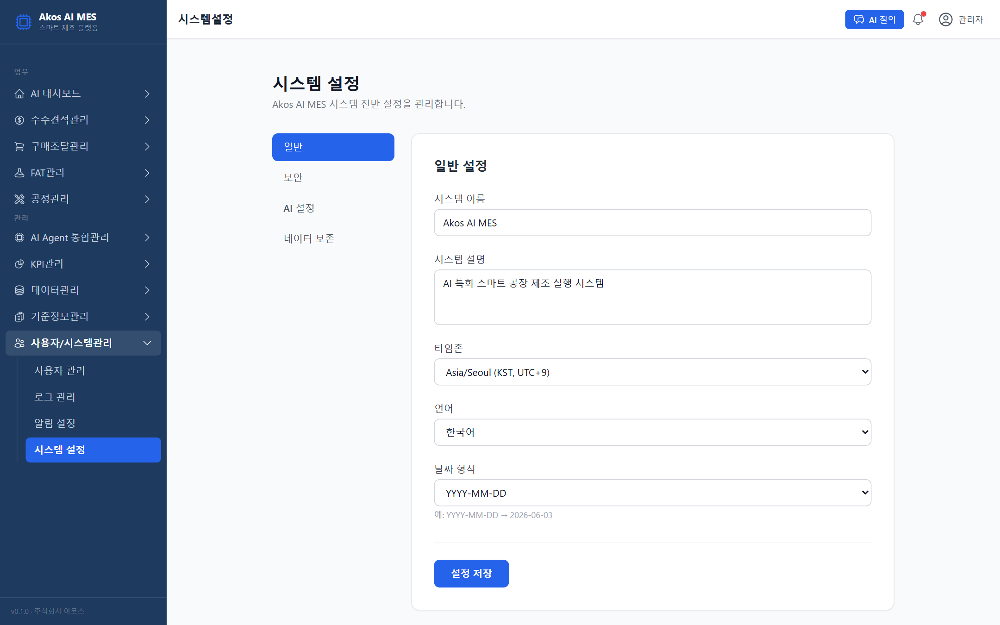 Akos AI MES
스마트 제조 플랫폼
업무
AI 대시보드
수주견적관리
구매조달관리
FAT관리
공정관리
관리
AI Agent 통합관리
KPI관리
데이터관리
기준정보관리
사용자/시스템관리
사용자 관리
로그 관리
알림 설정
시스템 설정
v0.1.0 · 주식회사 아코스
시스템설정
AI 질의
관리자
시스템 설정
Akos AI MES 시스템 전반 설정을 관리합니다.
일반
보안
AI 설정
데이터 보존
일반 설정
시스템 이름
Akos AI MES
시스템 설명
AI 특화 스마트 공장 제조 실행 시스템
타임존
Asia/Seoul (KST, UTC+9)
언어
한국어
날짜 형식
YYYY-MM-DD
예: YYYY-MM-DD → 2026-06-03
설정 저장